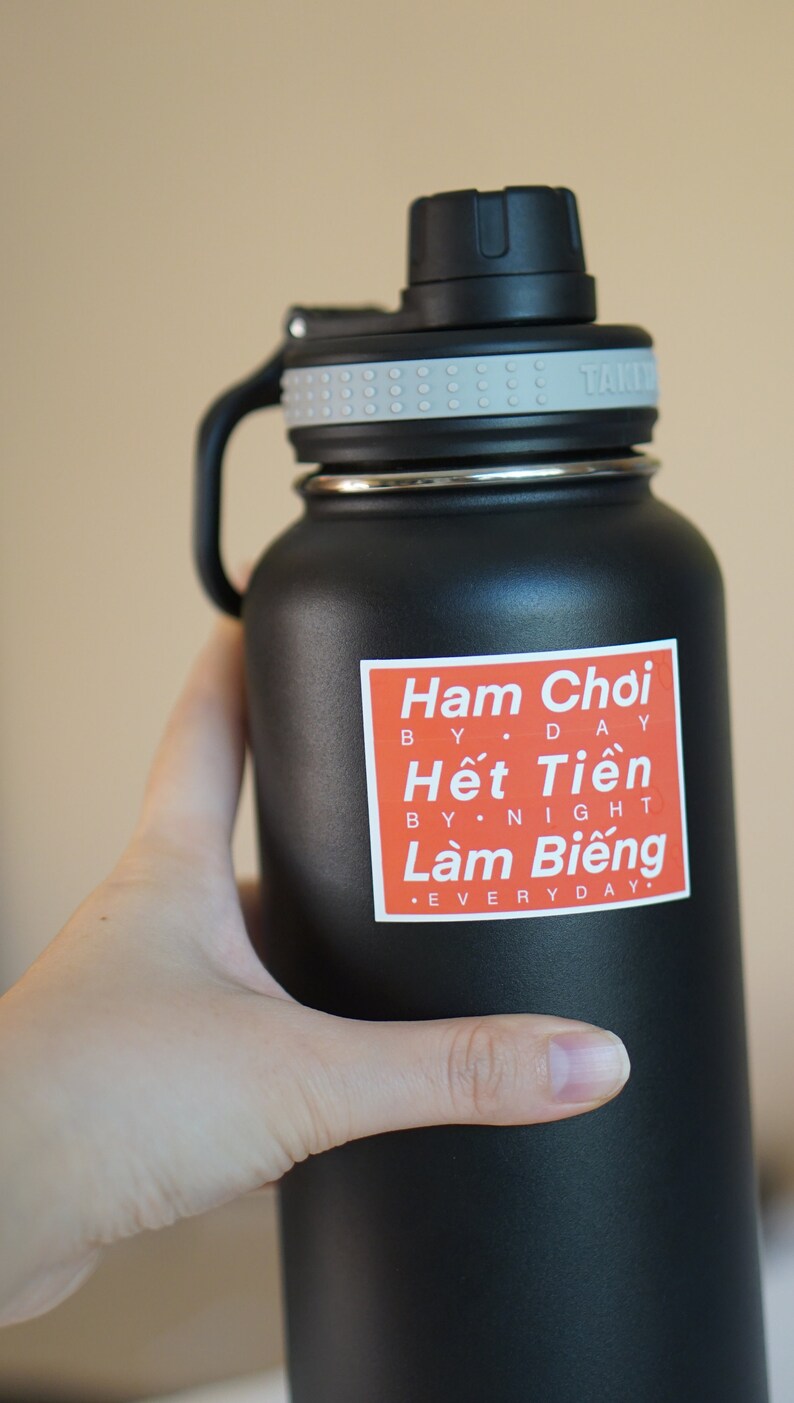 Ham Chơi
BY • DAY
Hết Tiền
BY • NIGHT
Làm Biếng
•EVERYDAY•